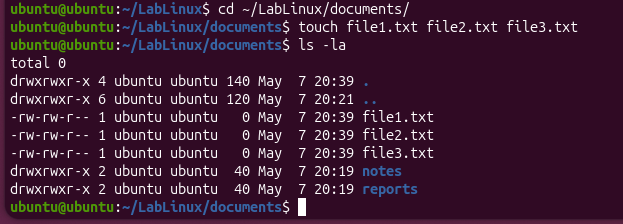 ubuntu@ubuntu:~/LabLinux$ cd ~/LabLinux/documents/
ubuntu@ubuntu:~/LabLinux/documents$ touch file1.txt file2.txt file3.txt
ubuntu@ubuntu:~/LabLinux/documents$ ls -la
total 0
drwxrwxr-x 4 ubuntu ubuntu 140 May  7 20:39 .
drwxrwxr-x 6 ubuntu ubuntu 120 May  7 20:21 ..
-rw-rw-r-- 1 ubuntu ubuntu   0 May  7 20:39 file1.txt
-rw-rw-r-- 1 ubuntu ubuntu   0 May  7 20:39 file2.txt
-rw-rw-r-- 1 ubuntu ubuntu   0 May  7 20:39 file3.txt
drwxrwxr-x 2 ubuntu ubuntu  40 May  7 20:19 notes
drwxrwxr-x 2 ubuntu ubuntu  40 May  7 20:19 reports
ubuntu@ubuntu:~/LabLinux/documents$